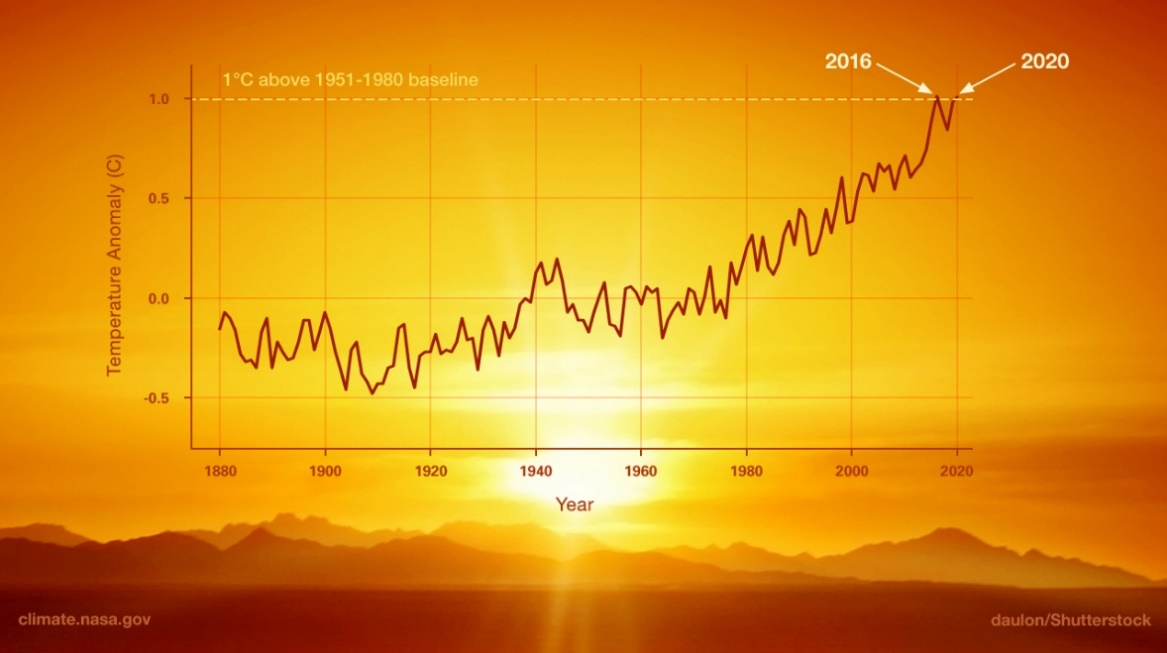 2016
2020
1°C above 1951-1980 baseline
1.0
0.5
0.0
-0.5
Temperature Anomaly (C)
1880 1900 1920 1940 1960 1980 2000 2020
Year
climate.nasa.gov
daulon/Shutterstock